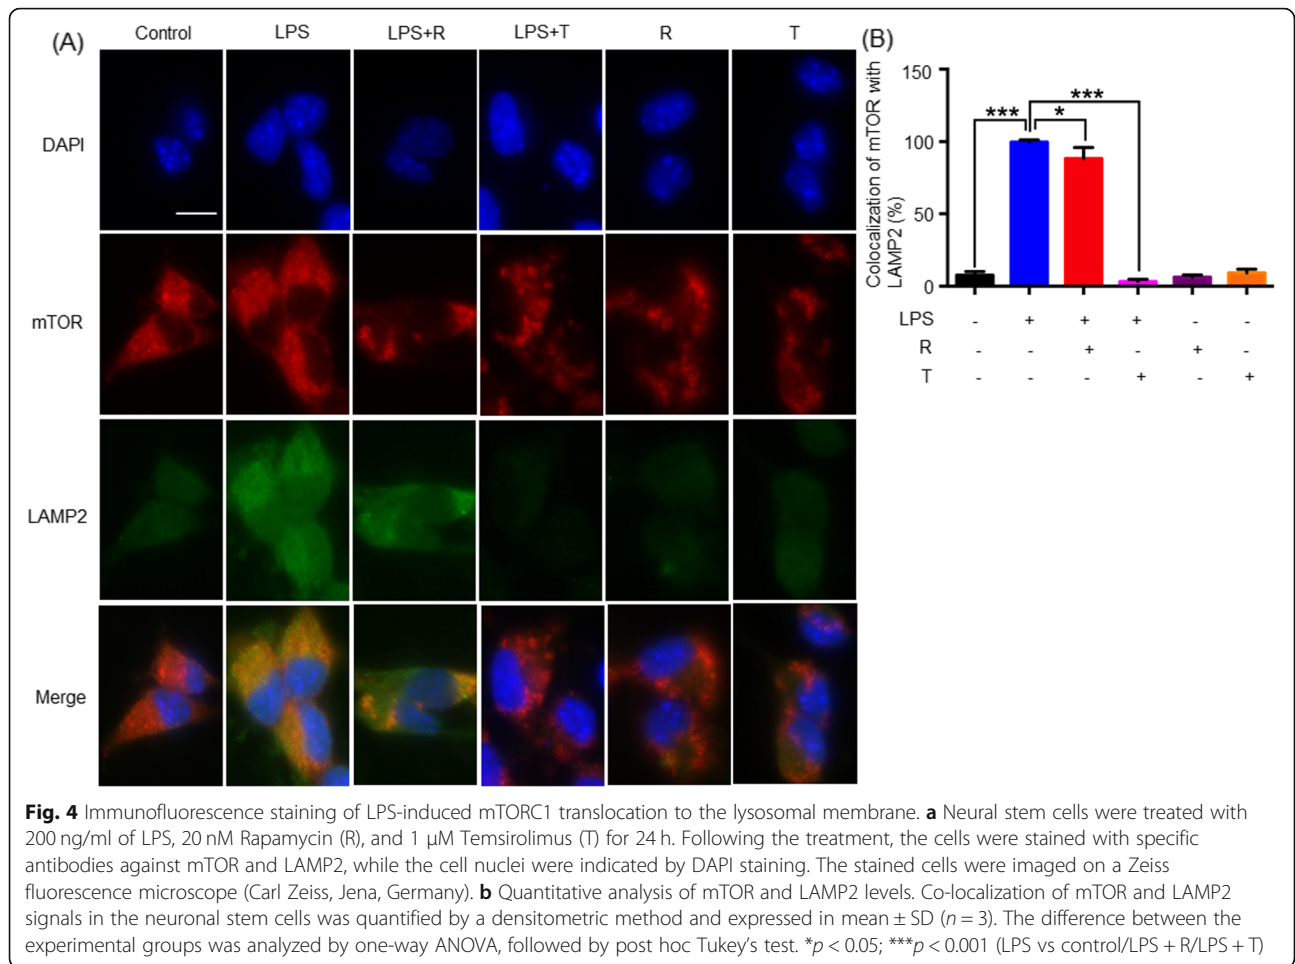 (A)
Control LPS LPS+R LPS+T R T
DAPI
mTOR
LAMP2
Merge
(B)
Colocalization of mTOR with
LAMP2 (%)
150
100
50
0
*** * ***
LPS - + + + - -
R - - + - + -
T - - - + - +
Fig. 4 Immunofluorescence staining of LPS-induced mTORC1 translocation to the lysosomal membrane. a Neural stem cells were treated with
200 ng/ml of LPS, 20 nM Rapamycin (R), and 1 μM Temsirolimus (T) for 24 h. Following the treatment, the cells were stained with specific
antibodies against mTOR and LAMP2, while the cell nuclei were indicated by DAPI staining. The stained cells were imaged on a Zeiss
fluorescence microscope (Carl Zeiss, Jena, Germany). b Quantitative analysis of mTOR and LAMP2 levels. Co-localization of mTOR and LAMP2
signals in the neuronal stem cells was quantified by a densitometric method and expressed in mean ± SD (n = 3). The difference between the
experimental groups was analyzed by one-way ANOVA, followed by post hoc Tukey's test. *p < 0.05; ***p < 0.001 (LPS vs control/LPS + R/LPS + T)